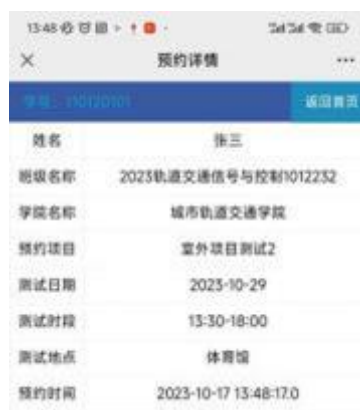 13:48
预约详情
学号：110120101
返回首页
姓名 张三
班级名称 2023轨道交通信号与控制1012232
学院名称 城市轨道交通学院
预约项目 室外项目测试2
测试日期 2023-10-29
测试时段 13:30-18:00
测试地点 体育馆
预约时间 2023-10-17 13:48:17.0